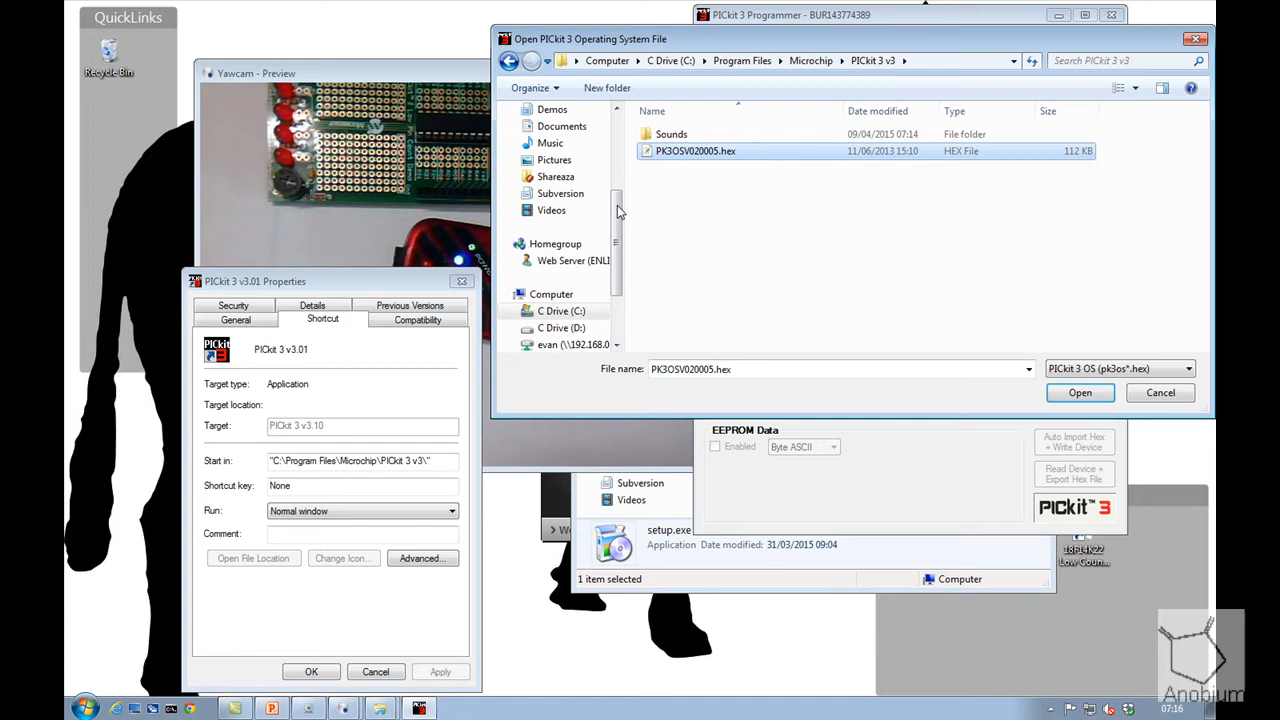 QuickLinks
Recycle Bin
PICkit 3 Programmer - BUR143774389
Open PICkit 3 Operating System File
Computer
C Drive (C:)
Program Files
Microchip
PICkit 3 v3
Search PICkit 3 v3
Organize
New folder
Demos
Documents
Music
Pictures
Shareaza
Subversion
Videos
Homegroup
Web Server (ENLI
Computer
C Drive (C:)
C Drive (D:)
evan (\\192.168.0
Name
Date modified
Type
Size
Sounds
09/04/2015 07:14
File folder
PK3OSV020005.hex
11/06/2013 15:10
HEX File
112 KB
File name:
PK3OSV020005.hex
PICkit 3 OS (pk3os*.hex)
Open
Cancel
Yawcam - Preview
PICkit 3 v3.01 Properties
Security
Details
Previous Versions
General
Shortcut
Compatibility
PICkit
3
PICkit 3 v3.01
Target type:
Application
Target location:
Target:
PICkit 3 v3.10
Start in:
"C:\Program Files\Microchip\PICkit 3 v3\"
Shortcut key:
None
Run:
Normal window
Comment:
Open File Location
Change Icon...
Advanced...
OK
Cancel
Apply
EEPROM Data
Enabled
Byte ASCII
Auto Import Hex
+ Write Device
Read Device +
Export Hex File
PICkit™ 3
Subversion
Videos
setup.exe
Application
Date modified: 31/03/2015 09:04
1 item selected
Computer
18F14K22
Low Coun...
Anobium
07:16